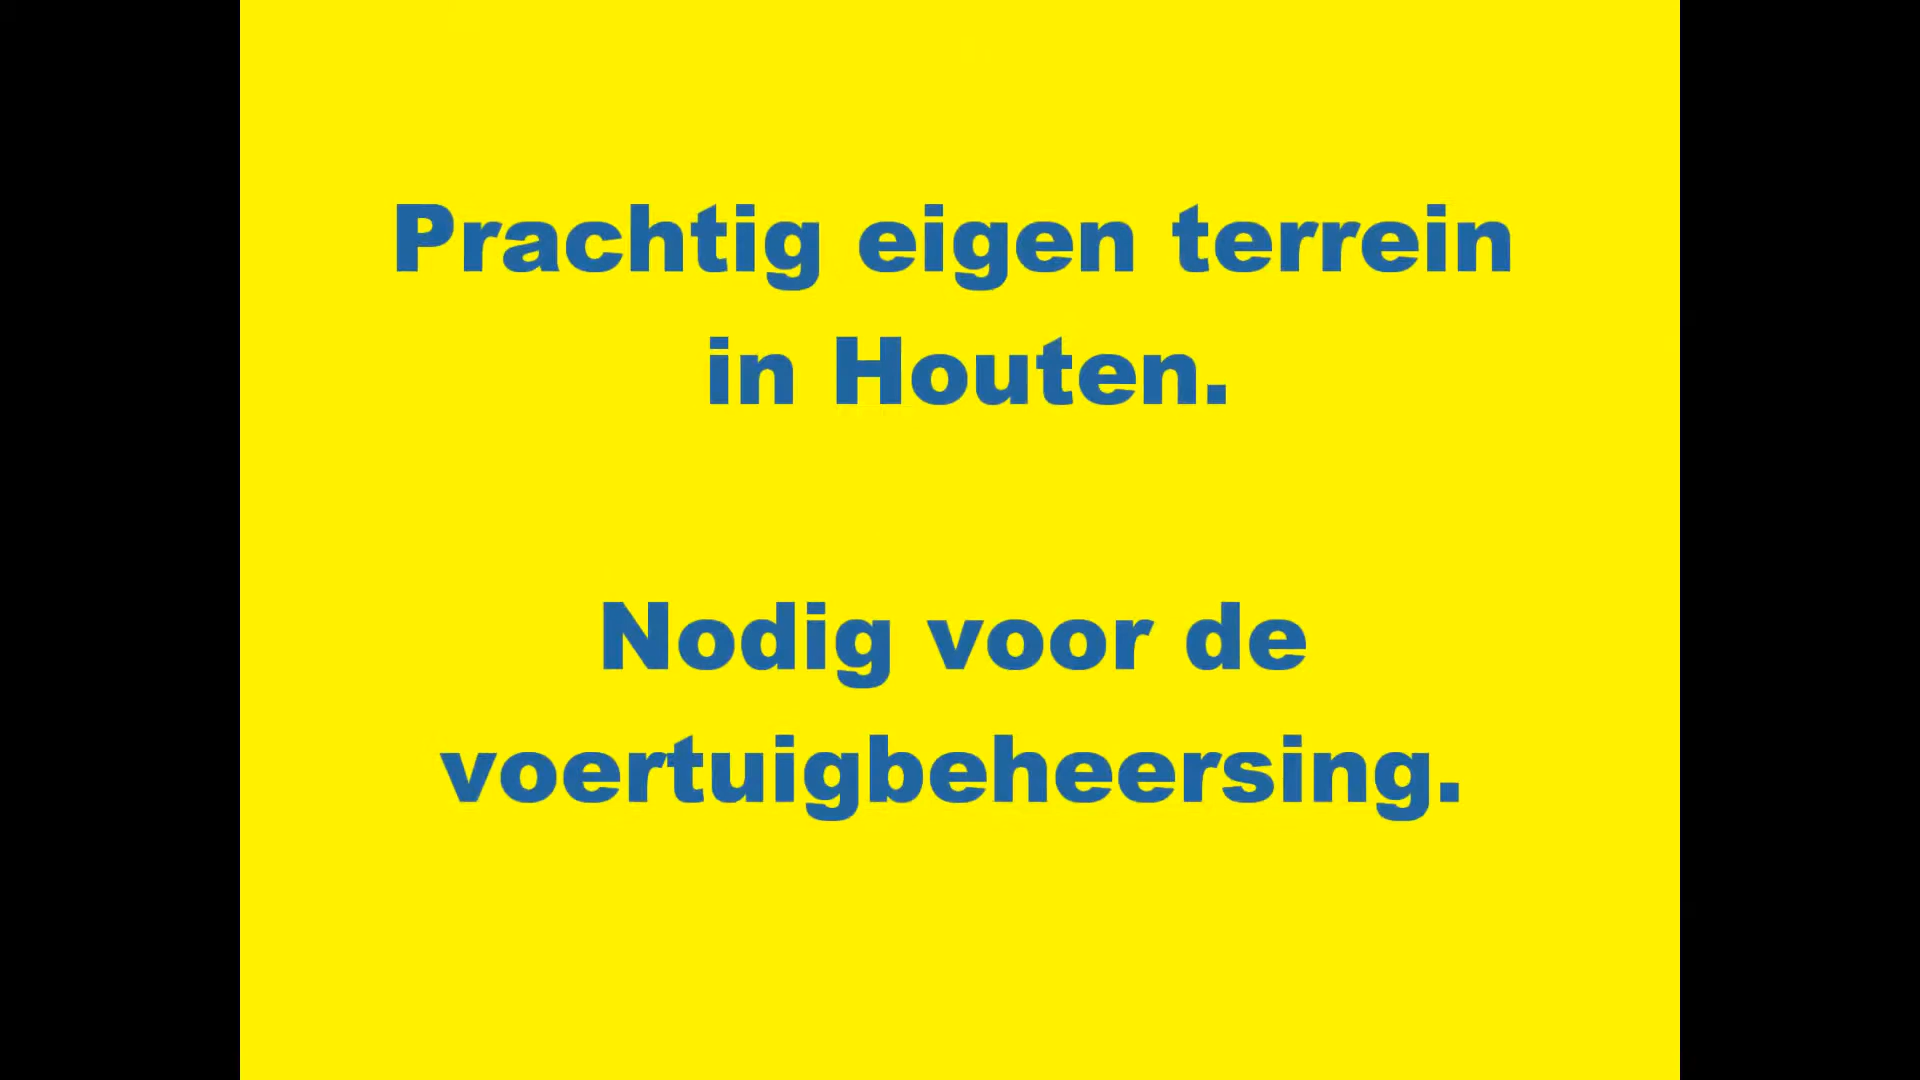 Prachtig eigen terrein
in Houten.
Nodig voor de
voertuigbeheersing.